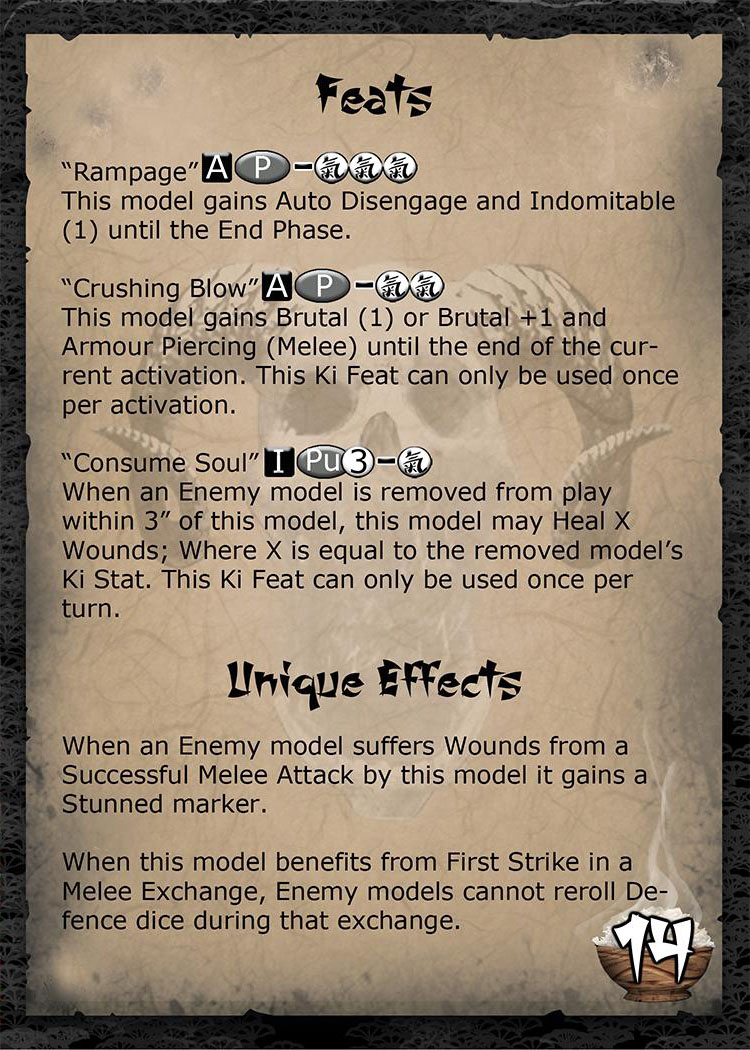 Feats
“Rampage” A P -氣氣氣
This model gains Auto Disengage and Indomitable
(1) until the End Phase.
“Crushing Blow” A P -氣氣
This model gains Brutal (1) or Brutal +1 and
Armour Piercing (Melee) until the end of the cur-
rent activation. This Ki Feat can only be used once
per activation.
“Consume Soul” I Pu 3 -氣
When an Enemy model is removed from play
within 3” of this model, this model may Heal X
Wounds; Where X is equal to the removed model’s
Ki Stat. This Ki Feat can only be used once per
turn.
Unique Effects
When an Enemy model suffers Wounds from a
Successful Melee Attack by this model it gains a
Stunned marker.
When this model benefits from First Strike in a
Melee Exchange, Enemy models cannot reroll De-
fence dice during that exchange.
14